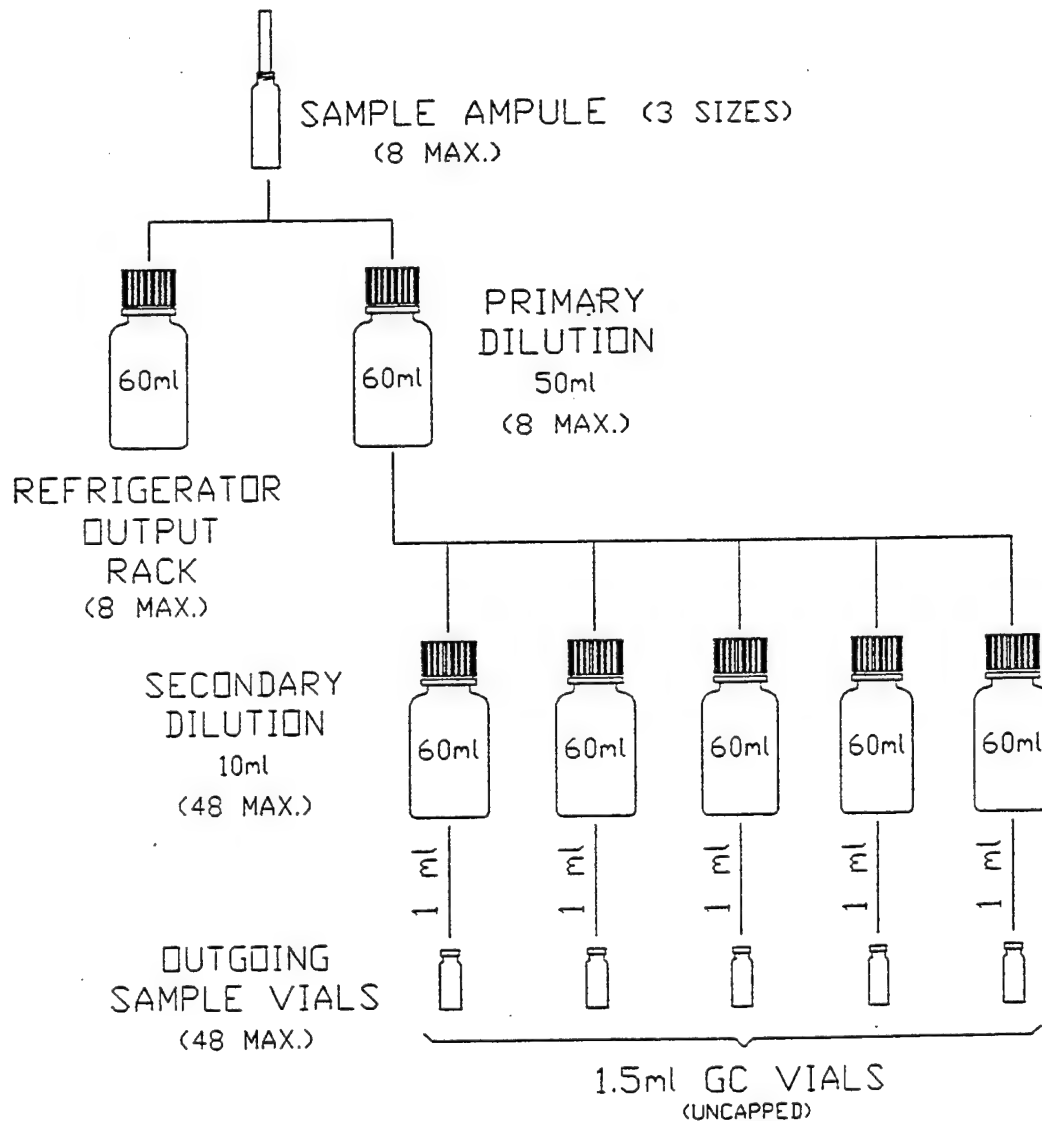 SAMPLE AMPULE (3 SIZES)
(8 MAX.)
60ml
60ml
PRIMARY
DILUTION
50ml
(8 MAX.)
REFRIGERATOR
OUTPUT
RACK
(8 MAX.)
SECONDARY
DILUTION
10ml
(48 MAX.)
60ml
60ml
60ml
60ml
60ml
1 ml
1 ml
1 ml
1 ml
1 ml
OUTGOING
SAMPLE VIALS
(48 MAX.)
1.5ml GC VIALS
(UNCAPPED)